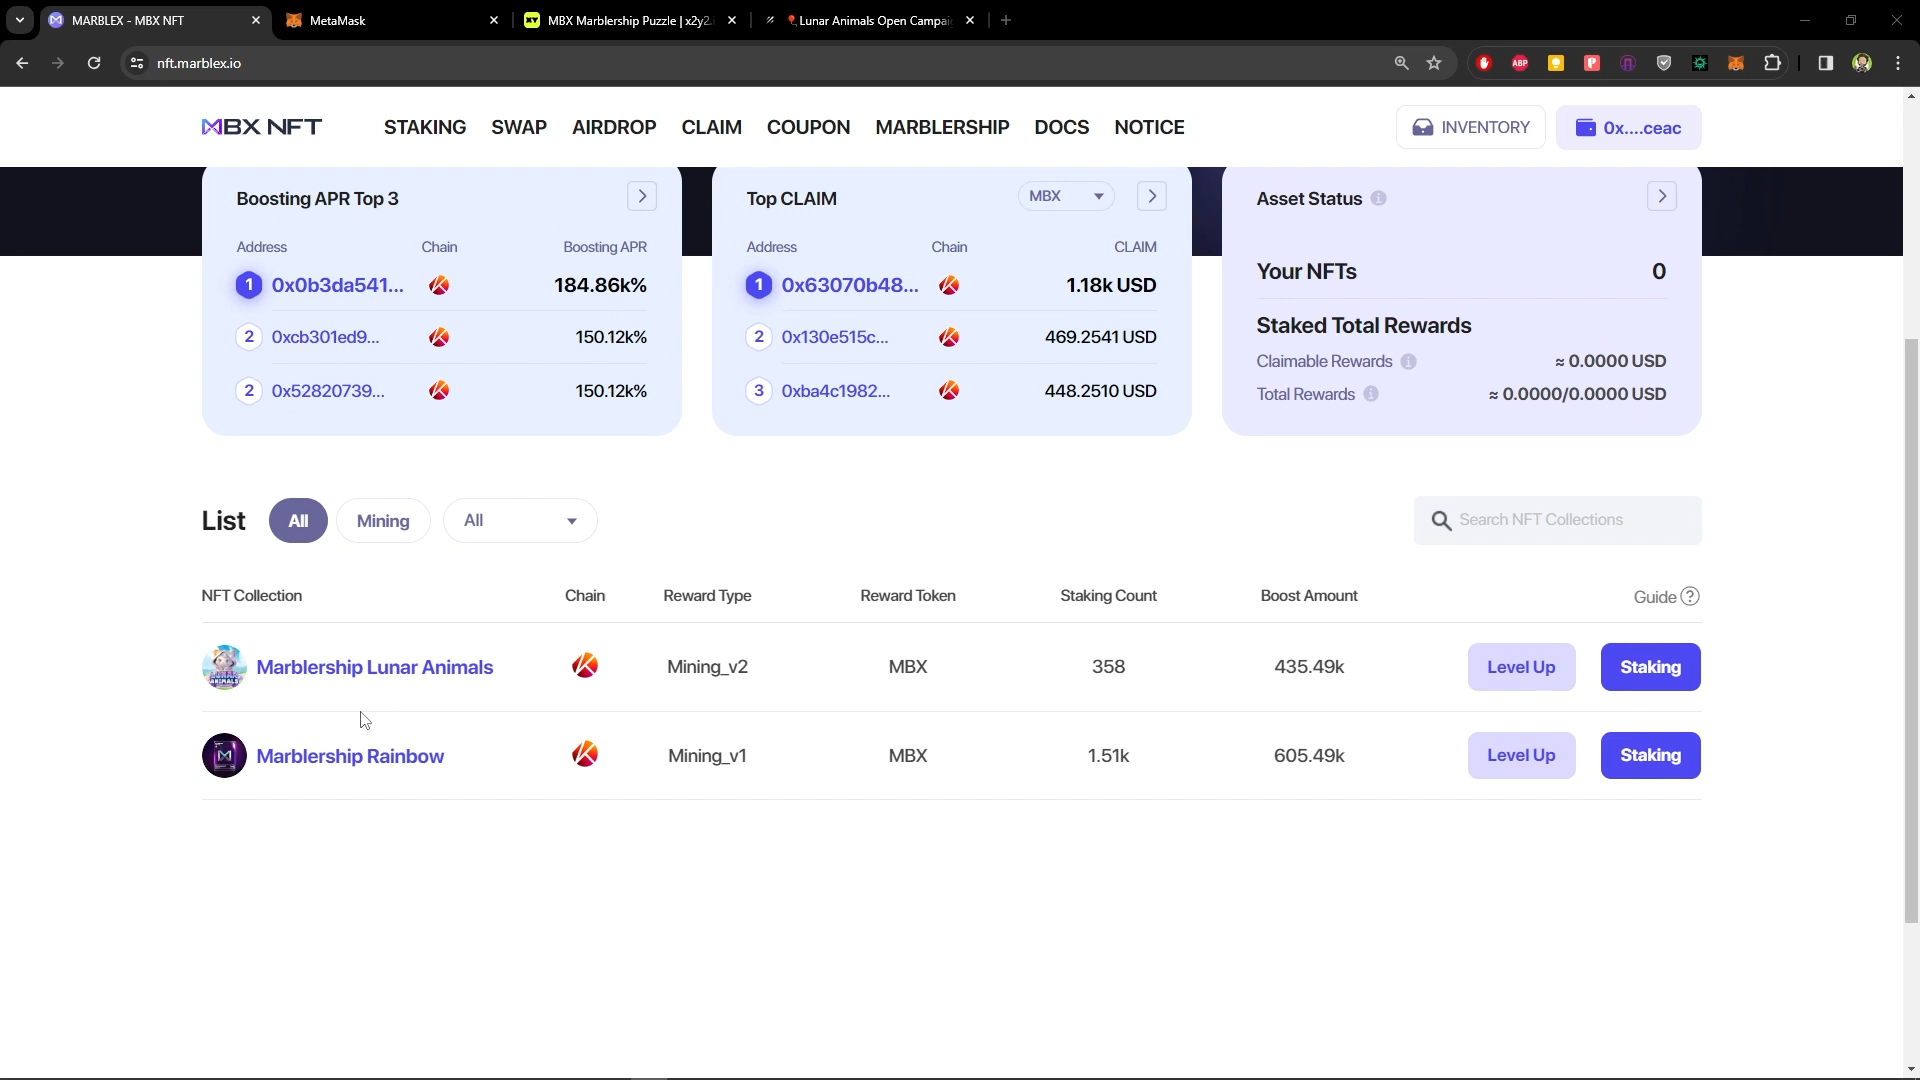 MARBLEX - MBX NFT
MetaMask
MBX Marblership Puzzle | x2y2.
Lunar Animals Open Campai
nft.marblex.io
ABP
MBX NFT
STAKING SWAP AIRDROP CLAIM COUPON MARBLERSHIP DOCS NOTICE
INVENTORY
0x....ceac
Boosting APR Top 3
Address Chain Boosting APR
1 0x0b3da541... 184.86k%
2 0xcb301ed9... 150.12k%
2 0x52820739... 150.12k%
Top CLAIM MBX
Address Chain CLAIM
1 0x63070b48... 1.18k USD
2 0x130e515c... 469.2541 USD
3 0xba4c1982... 448.2510 USD
Asset Status
Your NFTs 0
Staked Total Rewards
Claimable Rewards ≈ 0.0000 USD
Total Rewards ≈ 0.0000/0.0000 USD
List All Mining All
Search NFT Collections
NFT Collection Chain Reward Type Reward Token Staking Count Boost Amount Guide ?
Marblership Lunar Animals Mining_v2 MBX 358 435.49k Level Up Staking
Marblership Rainbow Mining_v1 MBX 1.51k 605.49k Level Up Staking